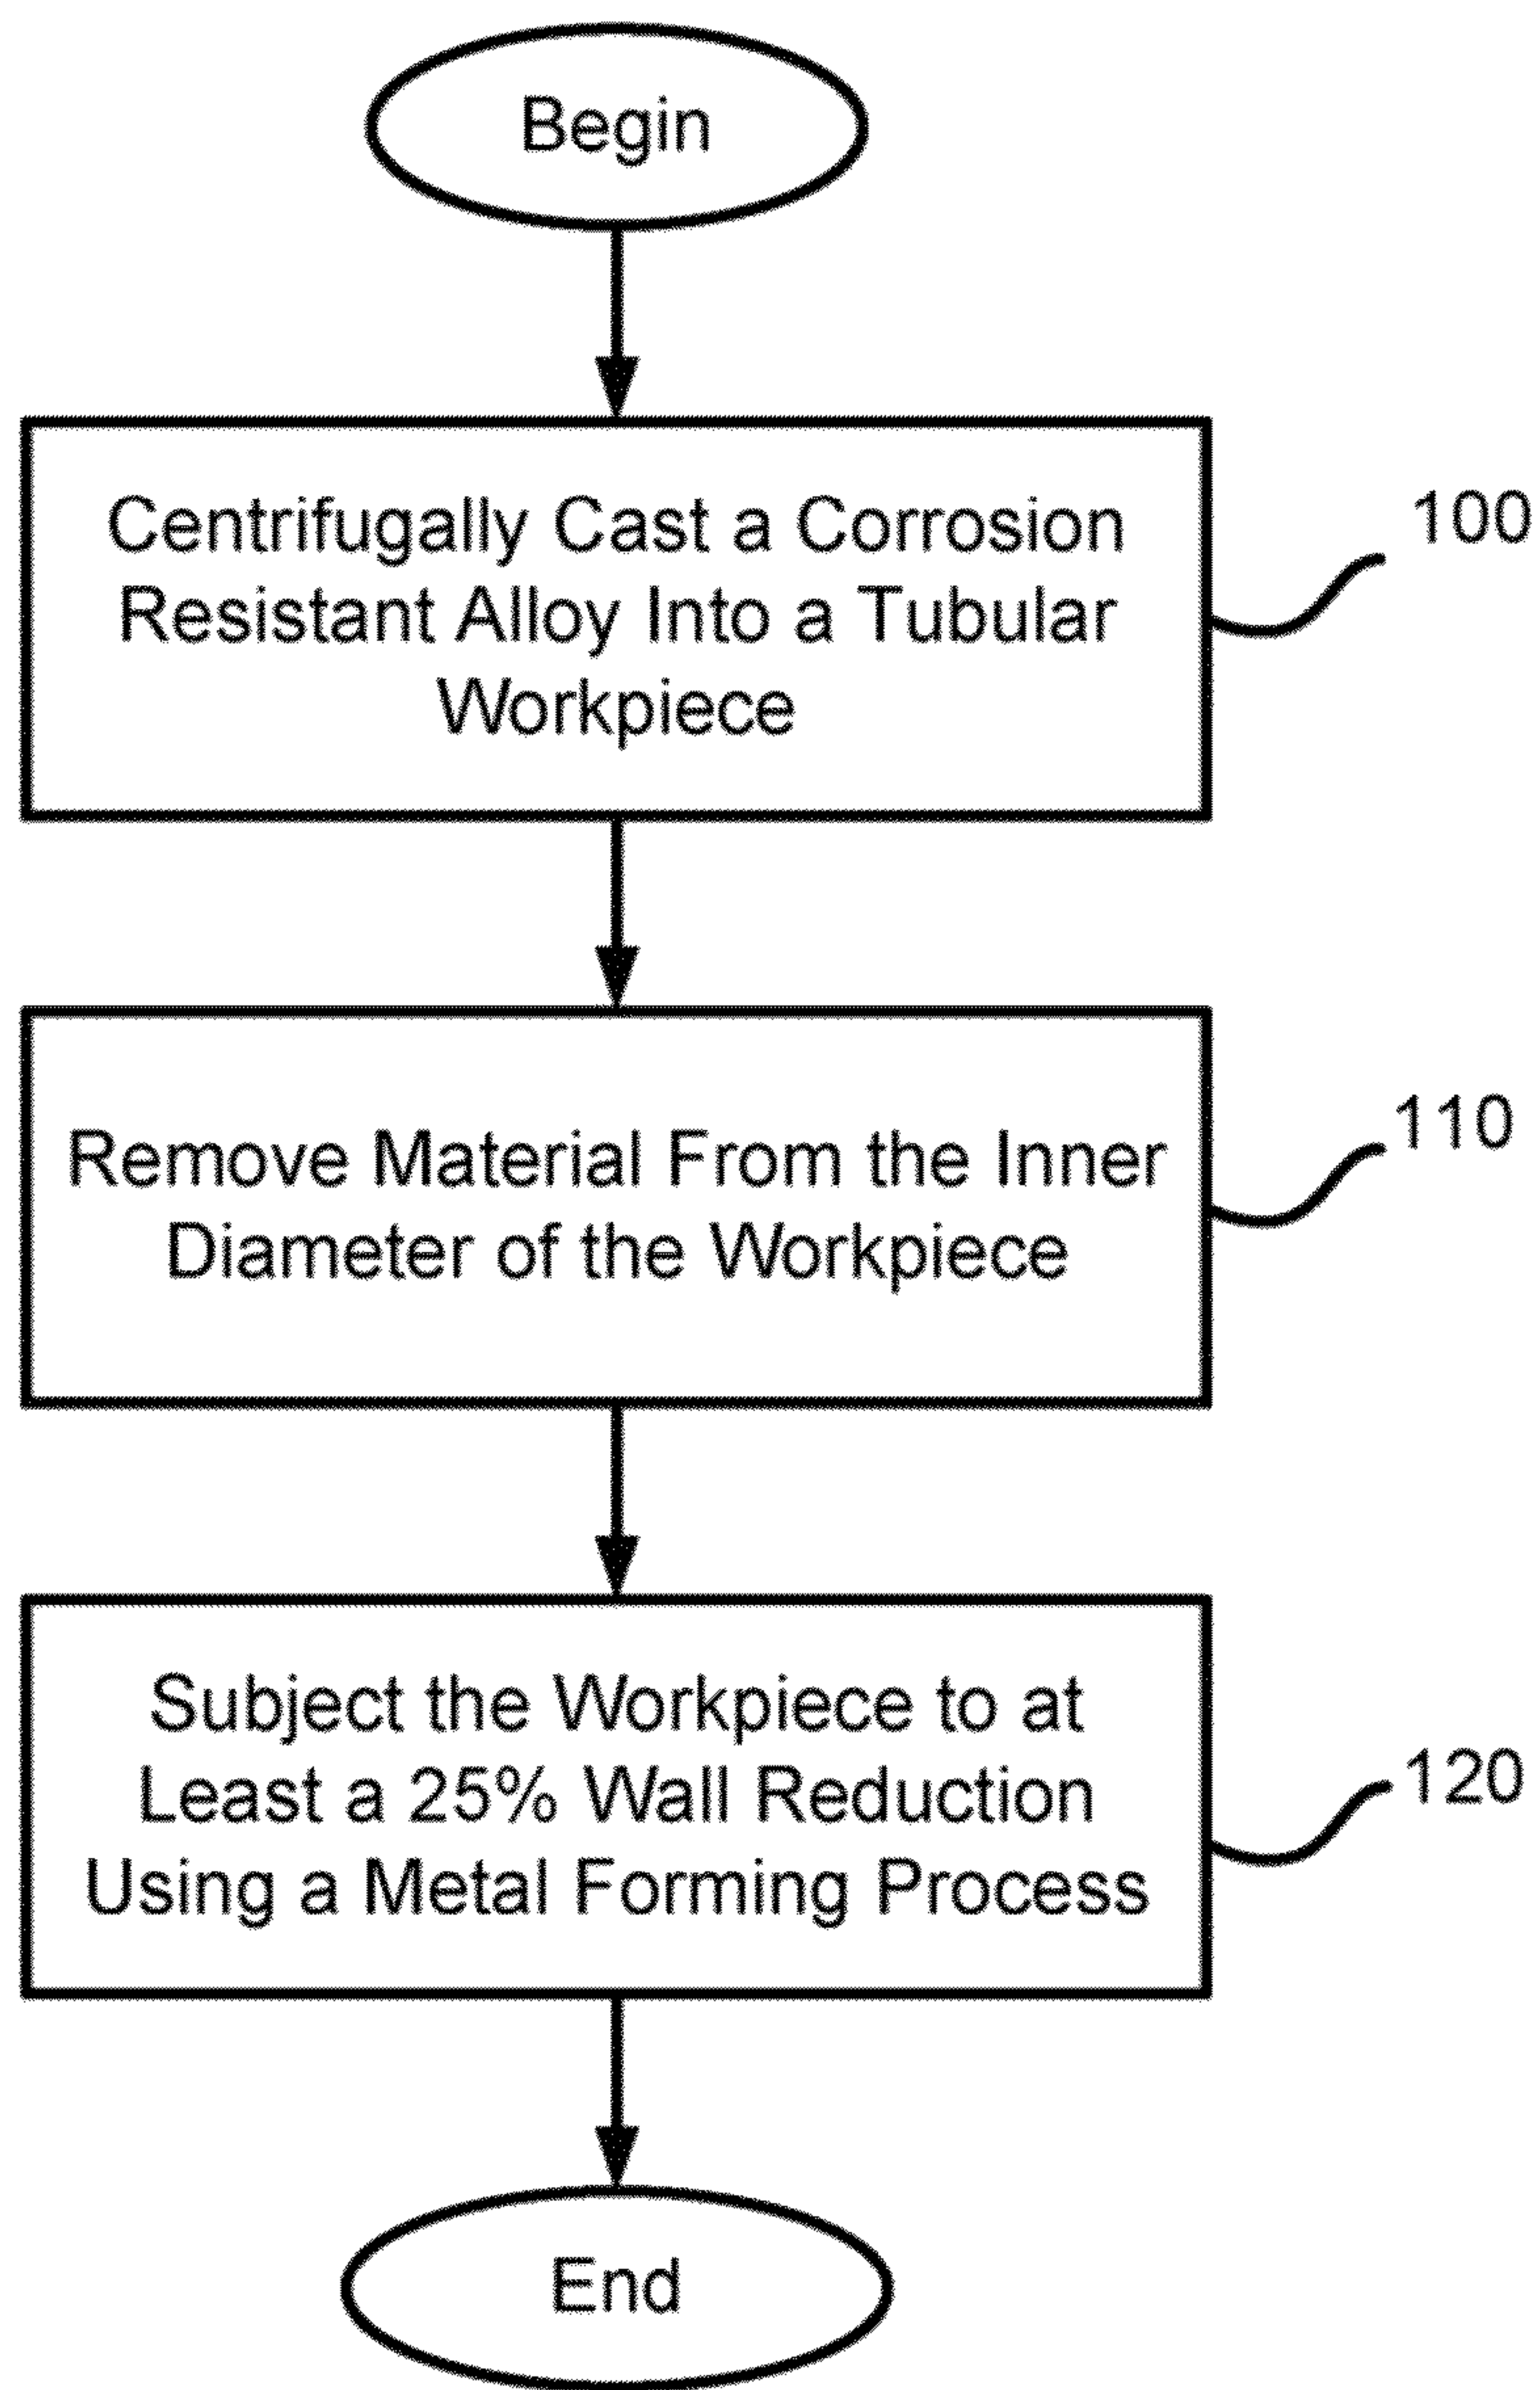 Begin
Centrifugally Cast a Corrosion
Resistant Alloy Into a Tubular
Workpiece
100
Remove Material From the Inner
Diameter of the Workpiece
110
Subject the Workpiece to at
Least a 25% Wall Reduction
Using a Metal Forming Process
120
End